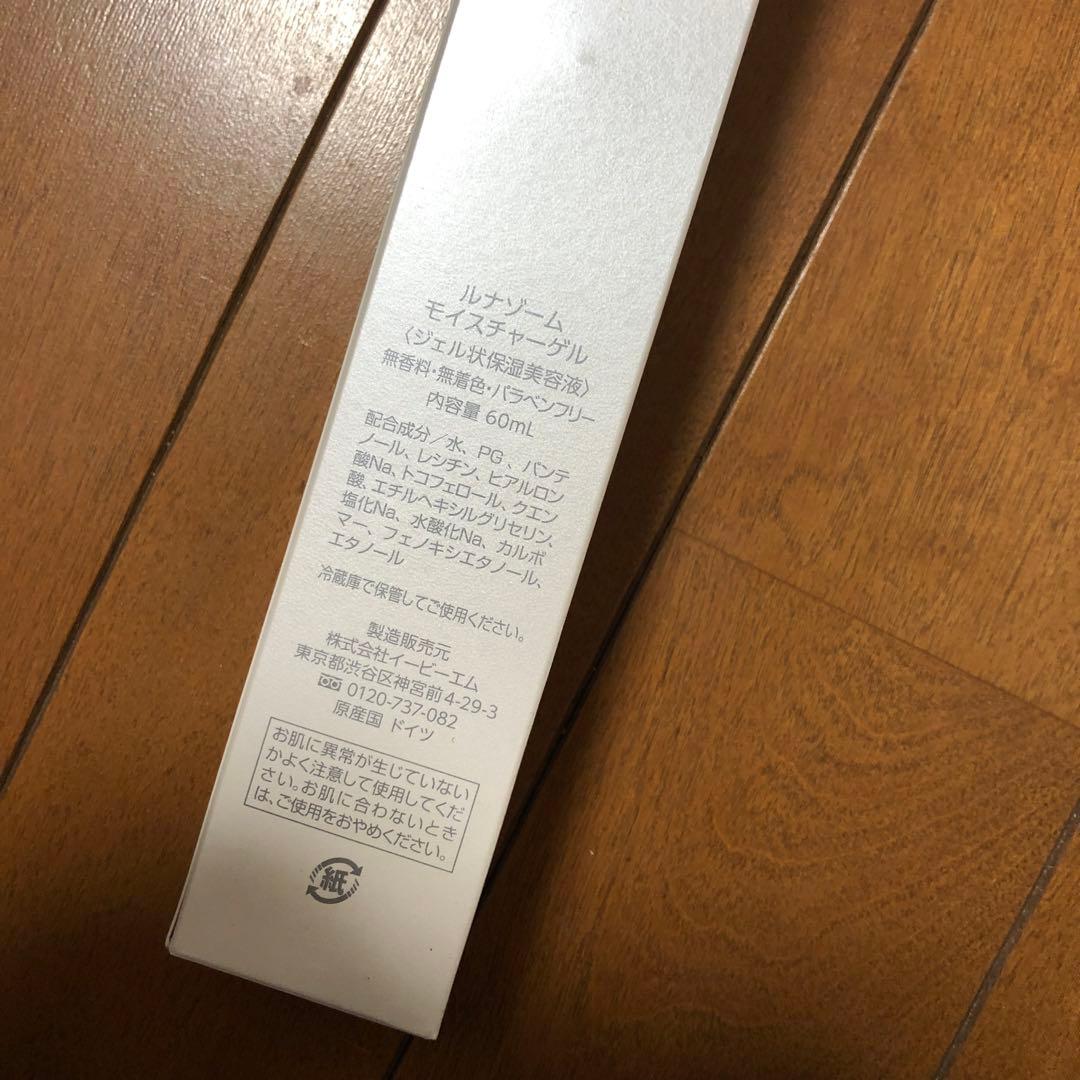 ルナゾーム
モイスチャーゲル
〈ジェル状保湿美容液〉
無香料・無着色・パラベンフリー
内容量 60mL
配合成分／水、PG、パンテ
ノール、レシチン、ヒアルロン
酸Na、トコフェロール、クエン
酸、エチルヘキシルグリセリン、
塩化Na、水酸化Na、カルボ
マー、フェノキシエタノール、
エタノール
冷蔵庫で保管してご使用ください。
製造販売元
株式会社イービーエム
東京都渋谷区神宮前4-29-3
0120-737-082
原産国 ドイツ
お肌に異常が生じていない
かよく注意して使用してくだ
さい。お肌に合わないとき
は、ご使用をおやめください。
紙